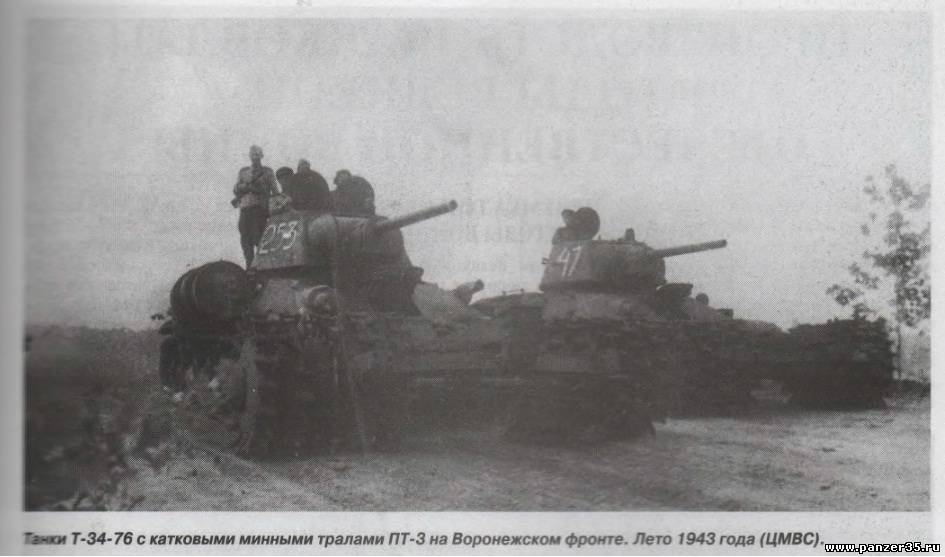 253
47
Танки Т-34-76 с катковыми минными тралами ПТ-3 на Воронежском фронте. Лето 1943 года (ЦМВС).
www.panzer35.ru